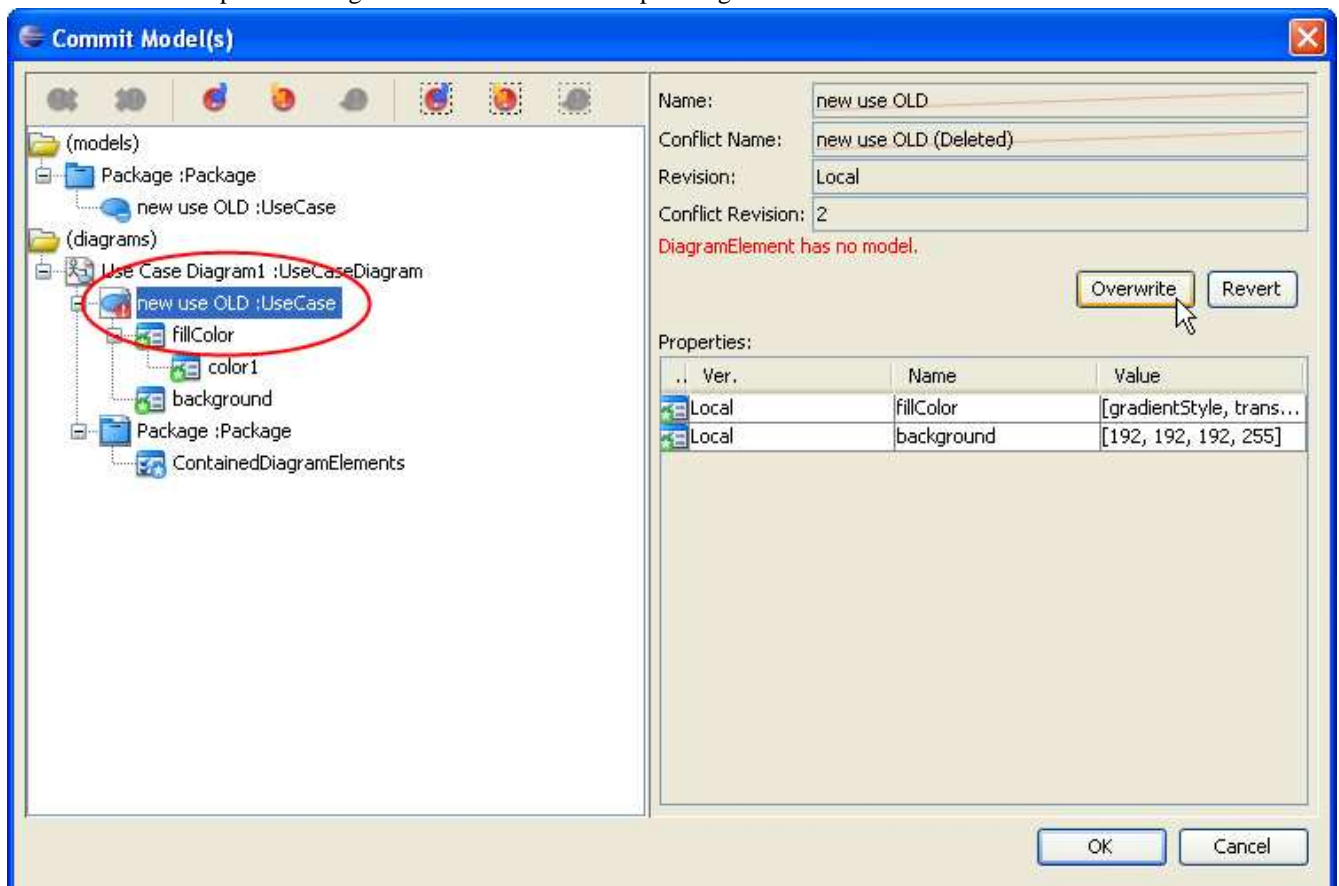 Commit Model(s)
(models)
Package :Package
new use OLD :UseCase
(diagrams)
Use Case Diagram1 :UseCaseDiagram
new use OLD :UseCase
fillColor
color1
background
Package :Package
ContainedDiagramElements
Name: new use OLD
Conflict Name: new use OLD (Deleted)
Revision: Local
Conflict Revision: 2
DiagramElement has no model.
Overwrite Revert
Properties:
.. Ver. Name Value
Local fillColor [gradientStyle, trans...
Local background [192, 192, 192, 255]
OK Cancel